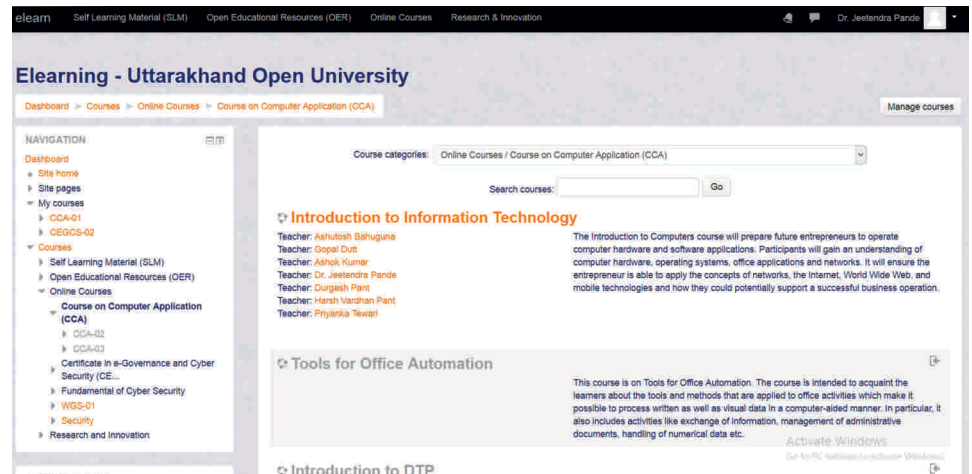 elearn Self Learning Material (SLM) Open Educational Resources (OER) Online Courses Research & Innovation Dr. Jeetendra Pande
Elearning - Uttarakhand Open University
Dashboard Courses Online Courses Course on Computer Application (CCA)
Manage courses
NAVIGATION
Dashboard
Site home
Site pages
My courses
CCA-01
CEGCS-02
Courses
Self Learning Material (SLM)
Open Educational Resources (OER)
Online Courses
Course on Computer Application
(CCA)
CCA-02
CCA-03
Certificate in e-Governance and Cyber
Security (CE...
Fundamental of Cyber Security
WGS-01
Security
Research and Innovation
Course categories: Online Courses / Course on Computer Application (CCA)
Search courses: Go
Introduction to Information Technology
Teacher: Ashutosh Bahuguna
Teacher: Gopal Dutt
Teacher: Ashok Kumar
Teacher: Dr. Jeetendra Pande
Teacher: Durgesh Pant
Teacher: Harsh Vardhan Pant
Teacher: Priyanka Tewari
The Introduction to Computers course will prepare future entrepreneurs to operate
computer hardware and software applications. Participants will gain an understanding of
computer hardware, operating systems, office applications and networks. It will ensure the
entrepreneur is able to apply the concepts of networks, the Internet, World Wide Web, and
mobile technologies and how they could potentially support a successful business operation.
Tools for Office Automation
This course is on Tools for Office Automation. The course is intended to acquaint the
learners about the tools and methods that are applied to office activities which make it
possible to process written as well as visual data in a computer-aided manner. In particular, it
also includes activities like exchange of information, management of administrative
documents, handling of numerical data etc.
Activate Windows
Go to PC settings to activate Windows.
Introduction to DTP